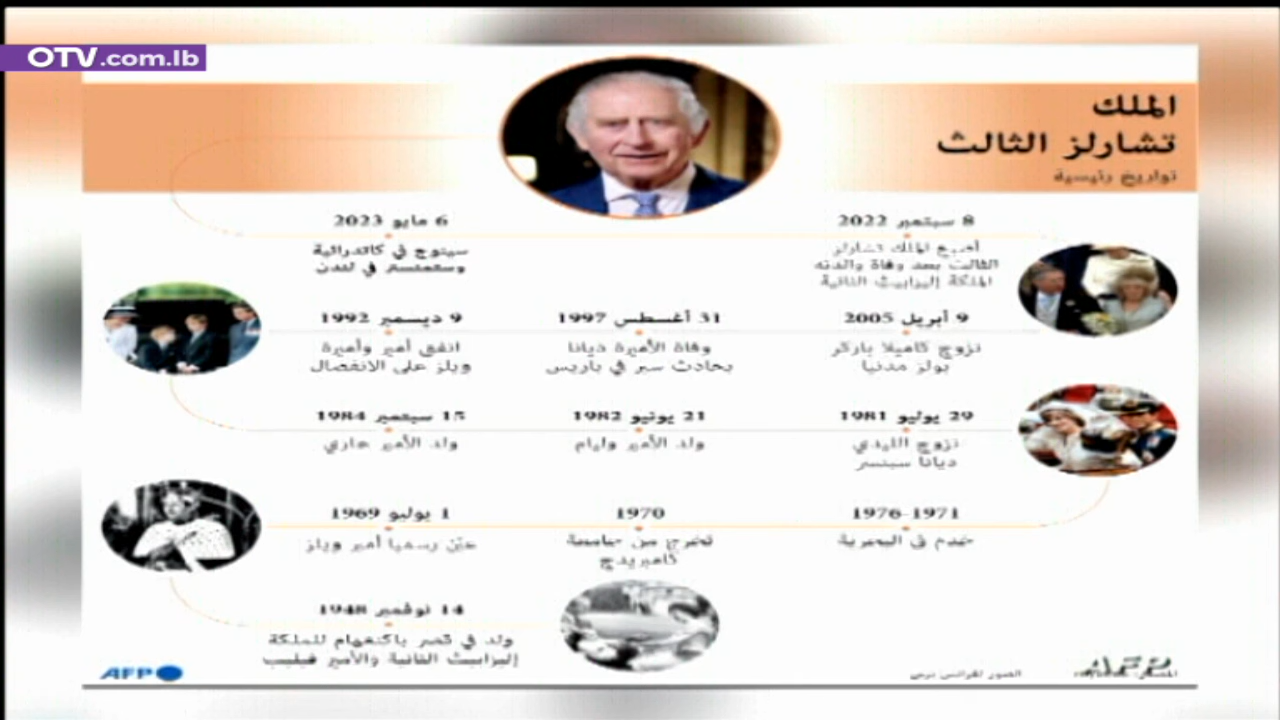 OTV.com.lb
الملك
تشارلز الثالث
تواريخ رئيسية
8 سبتمبر 2022
أصبح الملك تشارلز
الثالث بعد وفاة والدته
الملكة إليزابيث الثانية
6 مايو 2023
سيتوج في كاتدرائية
وستمنستر في لندن
9 أبريل 2005
تزوج كاميلا باركر
بولز مدنيا
31 أغسطس 1997
وفاة الأميرة ديانا
بحادث سير في باريس
9 ديسمبر 1992
اتفق أمير وأميرة
ويلز على الانفصال
29 يوليو 1981
تزوج الليدي
ديانا سبنسر
21 يونيو 1982
ولد الأمير وليام
15 سبتمبر 1984
ولد الأمير هاري
1971-1976
خدم في البحرية
1970
تخرج من جامعة
كامبريدج
1 يوليو 1969
عيّن رسميا أمير ويلز
14 نوفمبر 1948
ولد في قصر باكنغهام للملكة
إليزابيث الثانية والأمير فيليب
AFP
الصور لفرانس برس
AFP